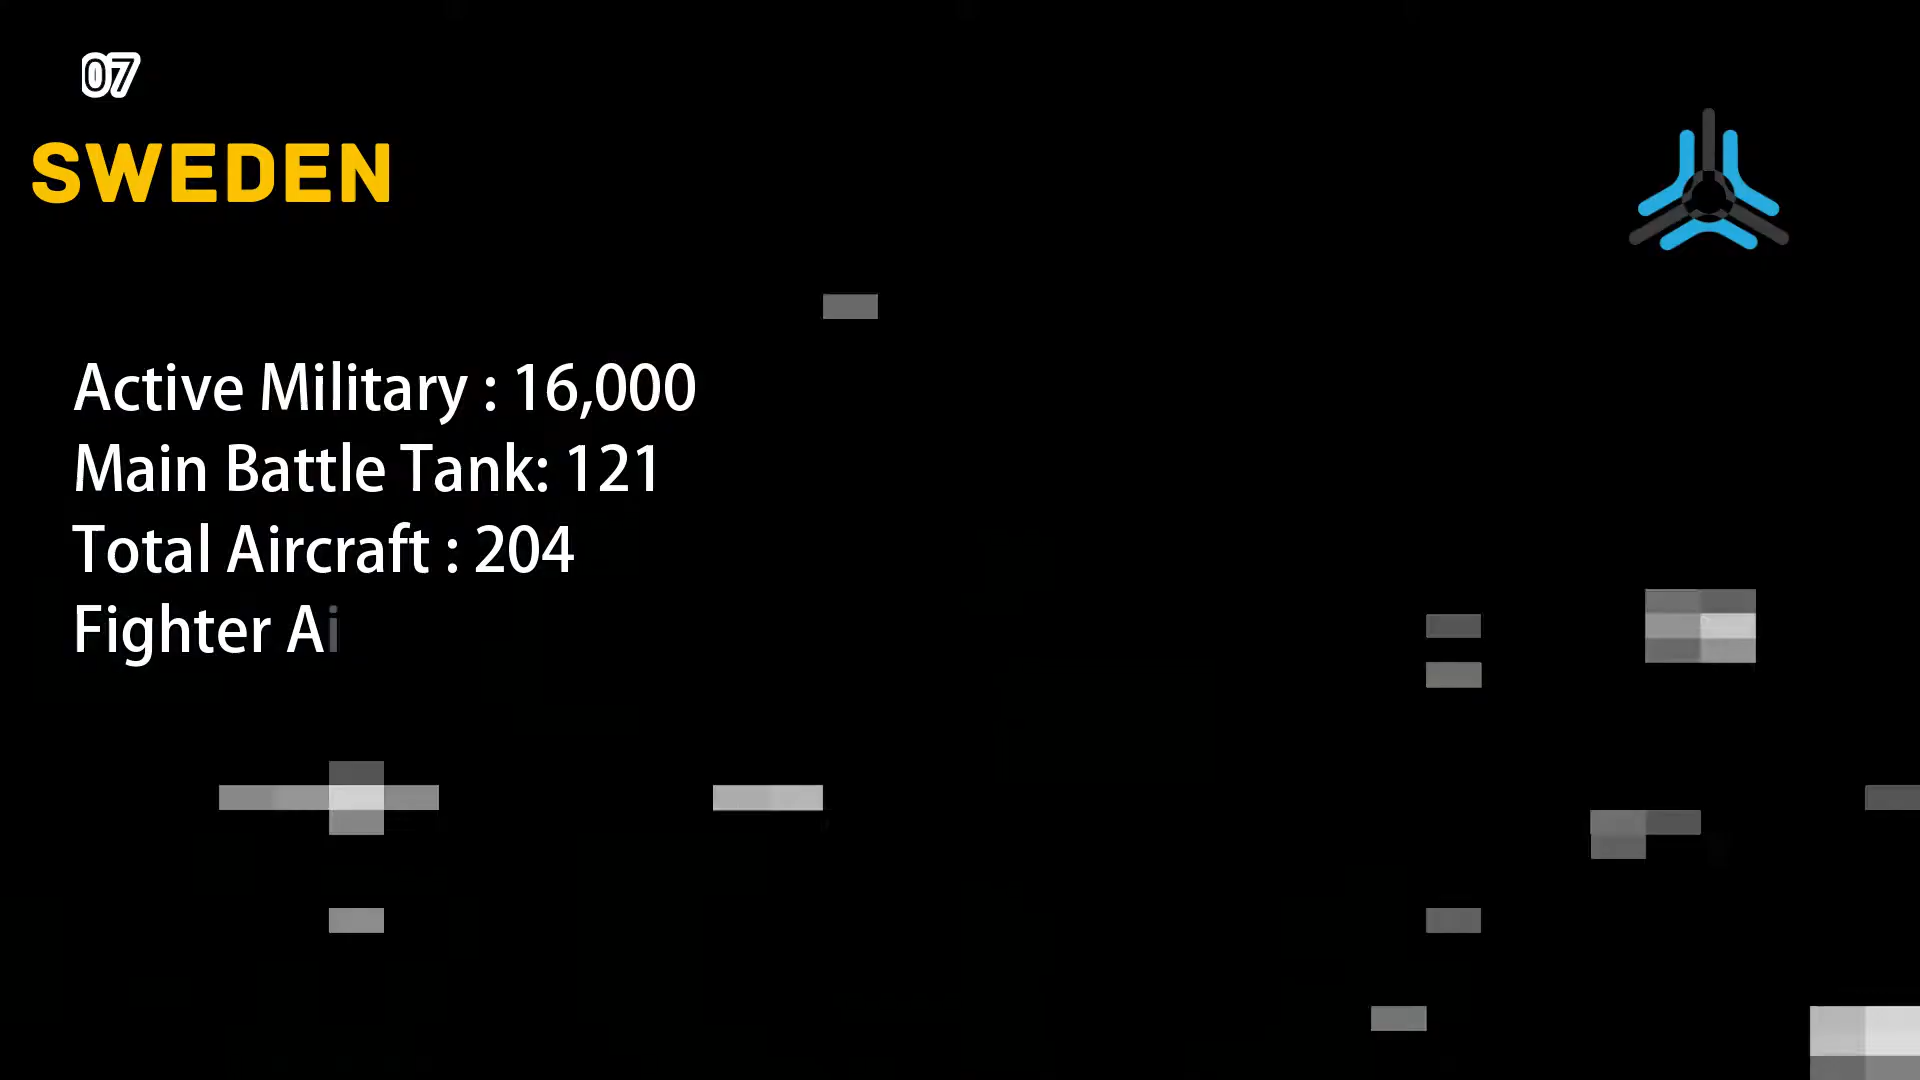 07
SWEDEN
Active Military : 16,000
Main Battle Tank: 121
Total Aircraft : 204
Fighter Ai